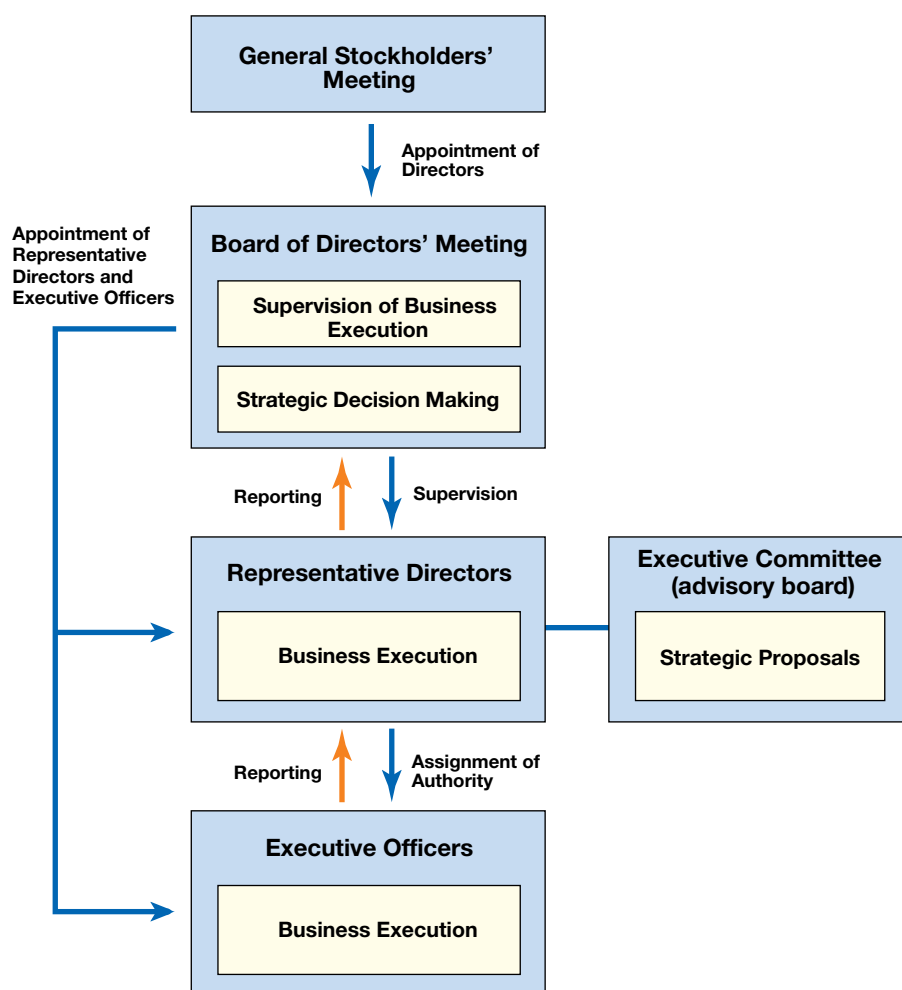 General Stockholders'
Meeting
Appointment of
Directors
Appointment of
Representative
Directors and
Executive Officers
Board of Directors' Meeting
Supervision of Business
Execution
Strategic Decision Making
Reporting
Supervision
Representative Directors
Business Execution
Executive Committee
(advisory board)
Strategic Proposals
Reporting
Assignment of
Authority
Executive Officers
Business Execution